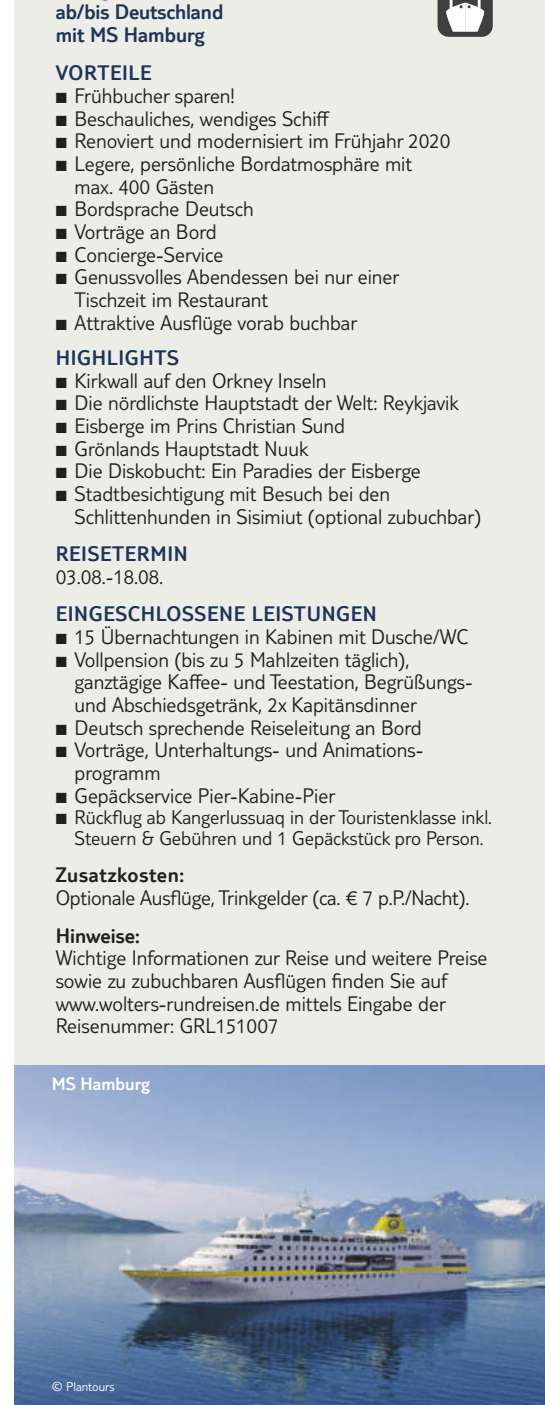 ab/bis Deutschland
mit MS Hamburg
VORTEILE
■ Frühbucher sparen!
■ Beschauliches, wendiges Schiff
■ Renoviert und modernisiert im Frühjahr 2020
■ Legere, persönliche Bordatmosphäre mit
max. 400 Gästen
■ Bordsprache Deutsch
■ Vorträge an Bord
■ Concierge-Service
■ Genussvolles Abendessen bei nur einer
Tischzeit im Restaurant
■ Attraktive Ausflüge vorab buchbar
HIGHLIGHTS
■ Kirkwall auf den Orkney Inseln
■ Die nördlichste Hauptstadt der Welt: Reykjavik
■ Eisberge im Prins Christian Sund
■ Grönlands Hauptstadt Nuuk
■ Die Diskobucht: Ein Paradies der Eisberge
■ Stadtbesichtigung mit Besuch bei den
Schlittenhunden in Sisimiut (optional zubuchbar)
REISETERMIN
03.08.-18.08.
EINGESCHLOSSENE LEISTUNGEN
■ 15 Übernachtungen in Kabinen mit Dusche/WC
■ Vollpension (bis zu 5 Mahlzeiten täglich),
ganztägige Kaffee- und Teestation, Begrüßungs-
und Abschiedsgetränk, 2x Kapitänsdinner
■ Deutsch sprechende Reiseleitung an Bord
■ Vorträge, Unterhaltungs- und Animations-
programm
■ Gepäckservice Pier-Kabine-Pier
■ Rückflug ab Kangerlussuaq in der Touristenklasse inkl.
Steuern & Gebühren und 1 Gepäckstück pro Person.
Zusatzkosten:
Optionale Ausflüge, Trinkgelder (ca. € 7 p.P./Nacht).
Hinweise:
Wichtige Informationen zur Reise und weitere Preise
sowie zu zubuchbaren Ausflügen finden Sie auf
www.wolters-rundreisen.de mittels Eingabe der
Reisenummer: GRL151007
MS Hamburg
© Plantours